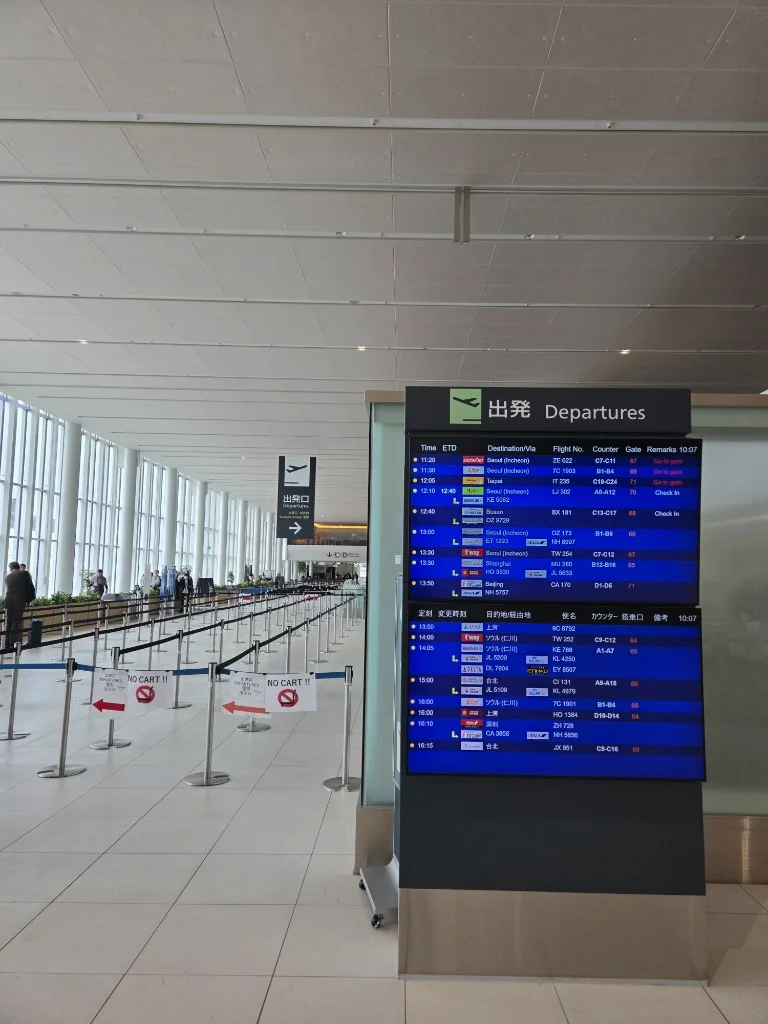 出発 Departures
Time ETD Destination/Via Flight No. Counter Gate Remarks 10:07
11:20 Seoul (Incheon) ZE 622 C7-C11 67 Go to gate
11:30 Seoul (Incheon) 7C 1903 B1-B4 69 Go to gate
12:05 Taipei IT 235 C19-C24 71 Go to gate
12:10 12:40 Seoul (Incheon) LJ 302 A8-A12 70 Check In
KE 5082
12:40 Busan BX 181 C13-C17 68 Check In
OZ 9729
13:00 Seoul (Incheon) OZ 173 B1-B6 66
ET 1293 NH 6997
13:30 t'way Seoul (Incheon) TW 254 C7-C12 67
13:30 Shanghai MU 280 B12-B16 65
HO 3530 JL 5633
13:50 Beijing CA 170 D1-D5 71
NH 5757
定刻 変更時刻 目的地/経由地 便名 カウンター 搭乗口 備考 10:07
13:50 上海 9C 8792
14:00 t'way ソウル (仁川) TW 252 C9-C12 64
14:05 ソウル (仁川) KE 766 A1-A7 69
JL 5209 KL 4250
DELTA DL 7904 EY 8507
15:00 台北 CI 131 A9-A15 68
JL 5109 KL 4979
16:00 ソウル (仁川) 7C 1901 B1-B4 66
16:00 上海 HO 1384 D10-D14 64
16:10 深圳 ZH 728
CA 3858 NH 5696
16:15 台北 JX 851 C9-C16 69
出発口
Departures
NO CART !!
NO CART !!